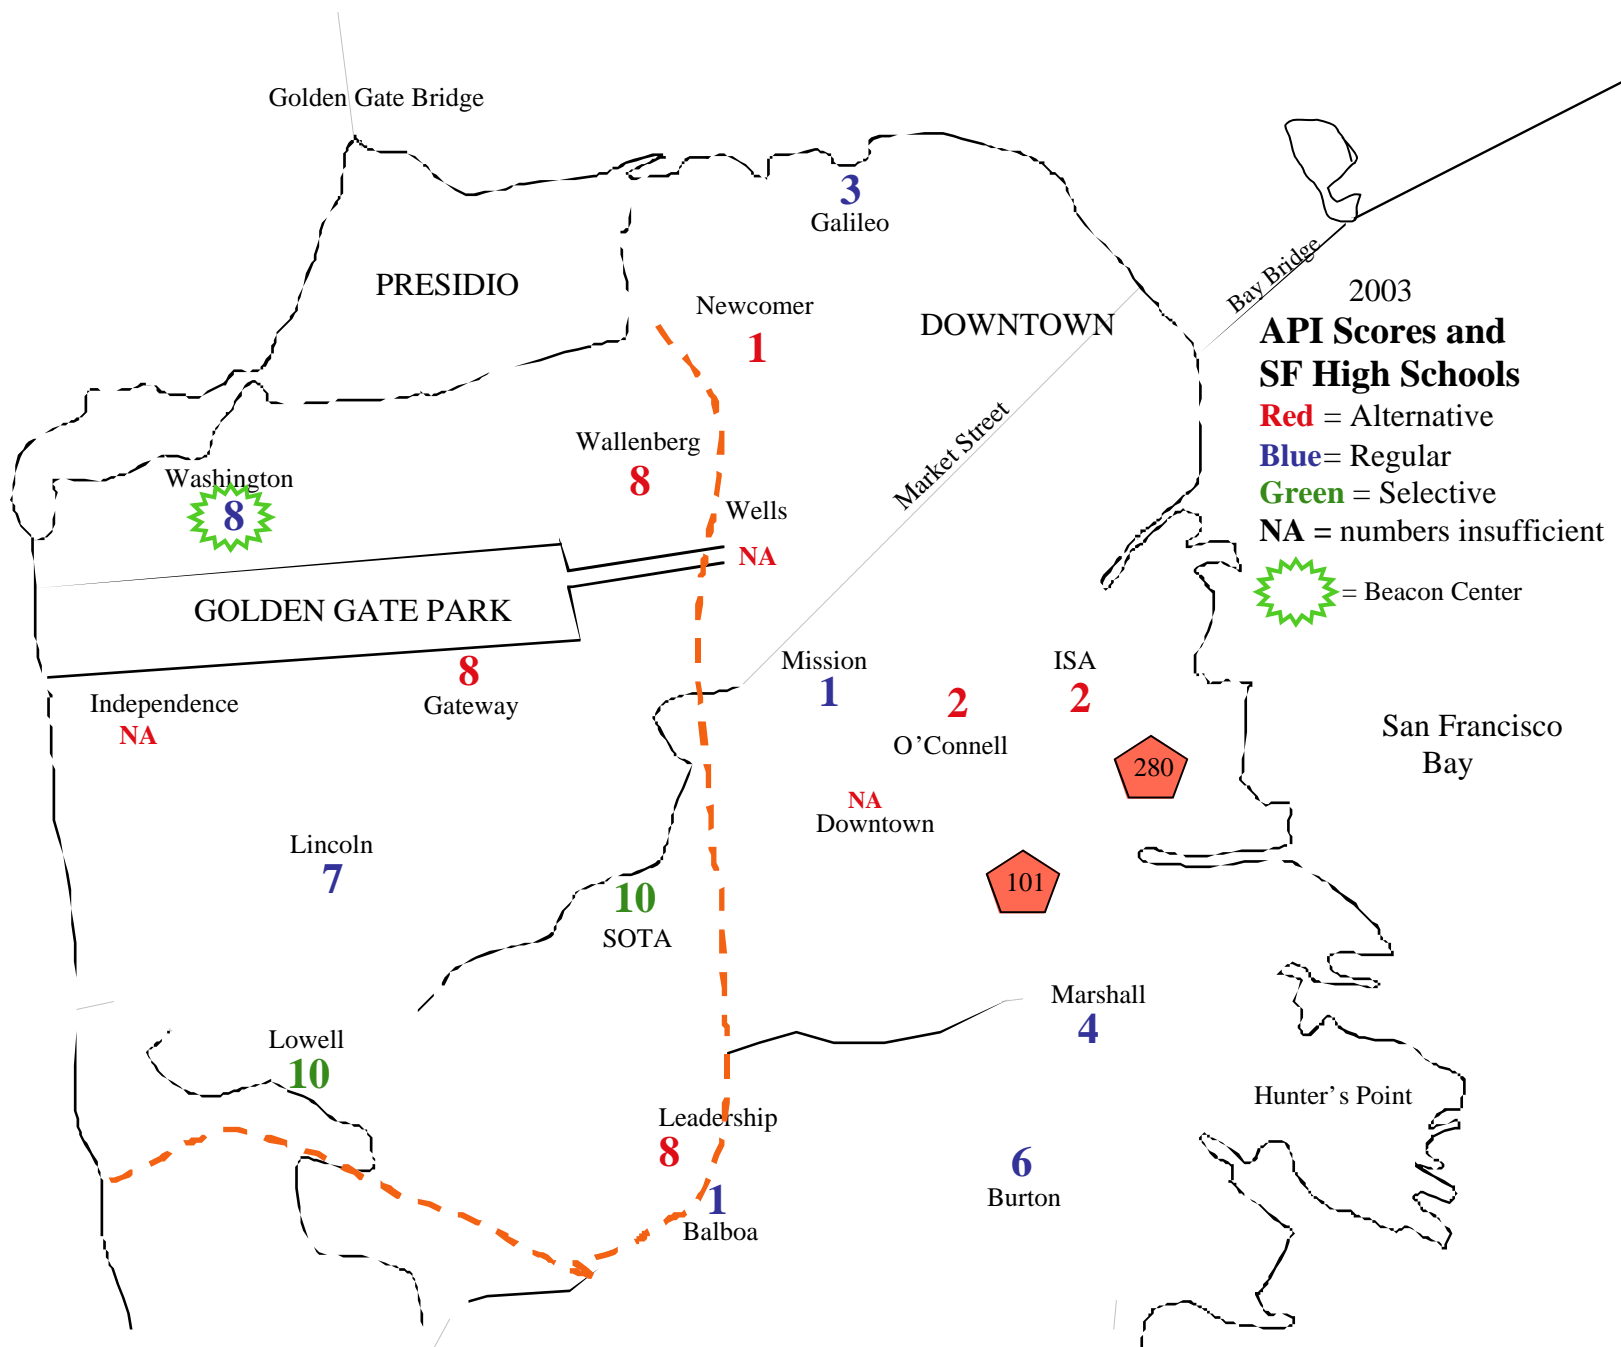 Golden Gate Bridge
3
Galileo
PRESIDIO
Newcomer
1
DOWNTOWN
Bay Bridge
2003
API Scores and
SF High Schools
Red = Alternative
Blue= Regular
Green = Selective
NA = numbers insufficient
= Beacon Center
Market Street
Wallenberg
8
Washington
8
Wells
NA
GOLDEN GATE PARK
8
Gateway
Independence
NA
Mission
1
2
O'Connell
ISA
2
280
San Francisco
Bay
NA
Downtown
101
Lincoln
7
10
SOTA
Marshall
4
Lowell
10
Hunter's Point
Leadership
8
1
Balboa
6
Burton